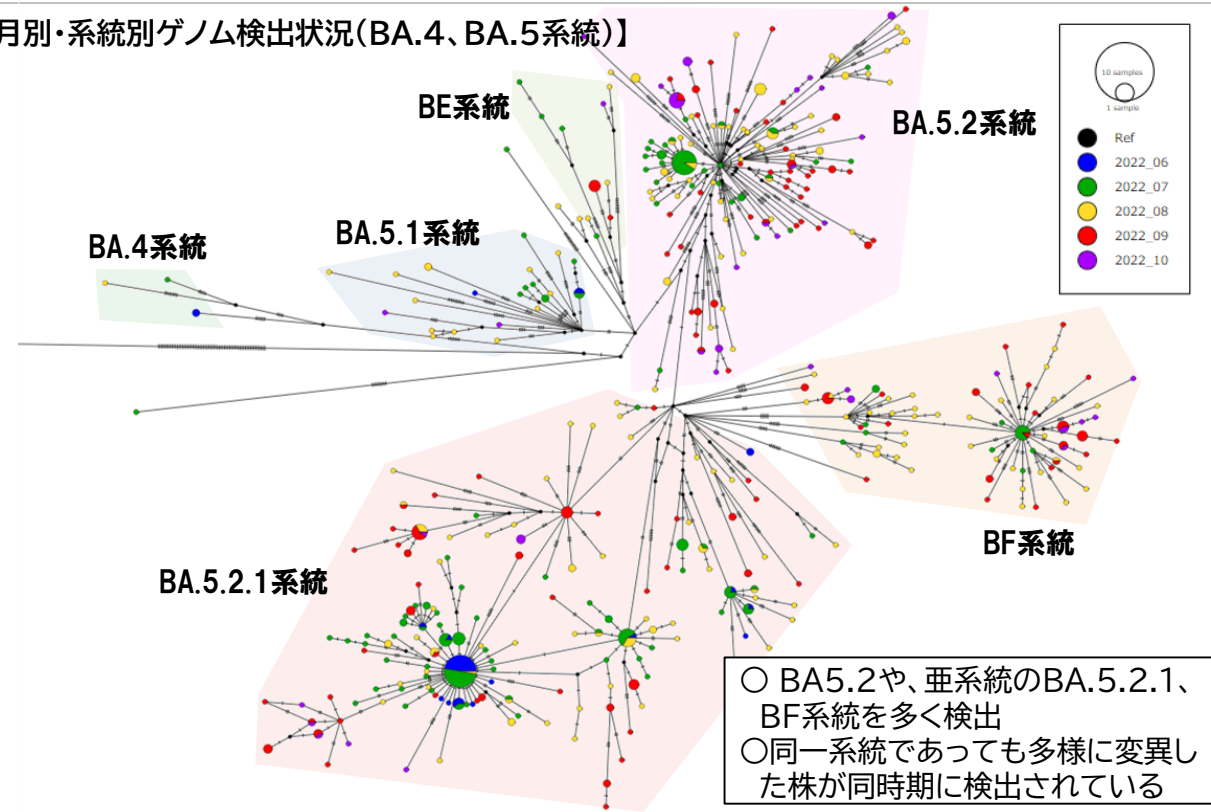 月別・系統別ゲノム検出状況(BA.4、BA.5系統)】
BE系統
BA.5.2系統
BA.4系統
BA.5.1系統
10 samples
1 sample
Ref
2022_06
2022_07
2022_08
2022_09
2022_10
BF系統
BA.5.2.1系統
○ BA5.2や、亜系統のBA.5.2.1、
BF系統を多く検出
○同一系統であっても多様に変異し
た株が同時期に検出されている